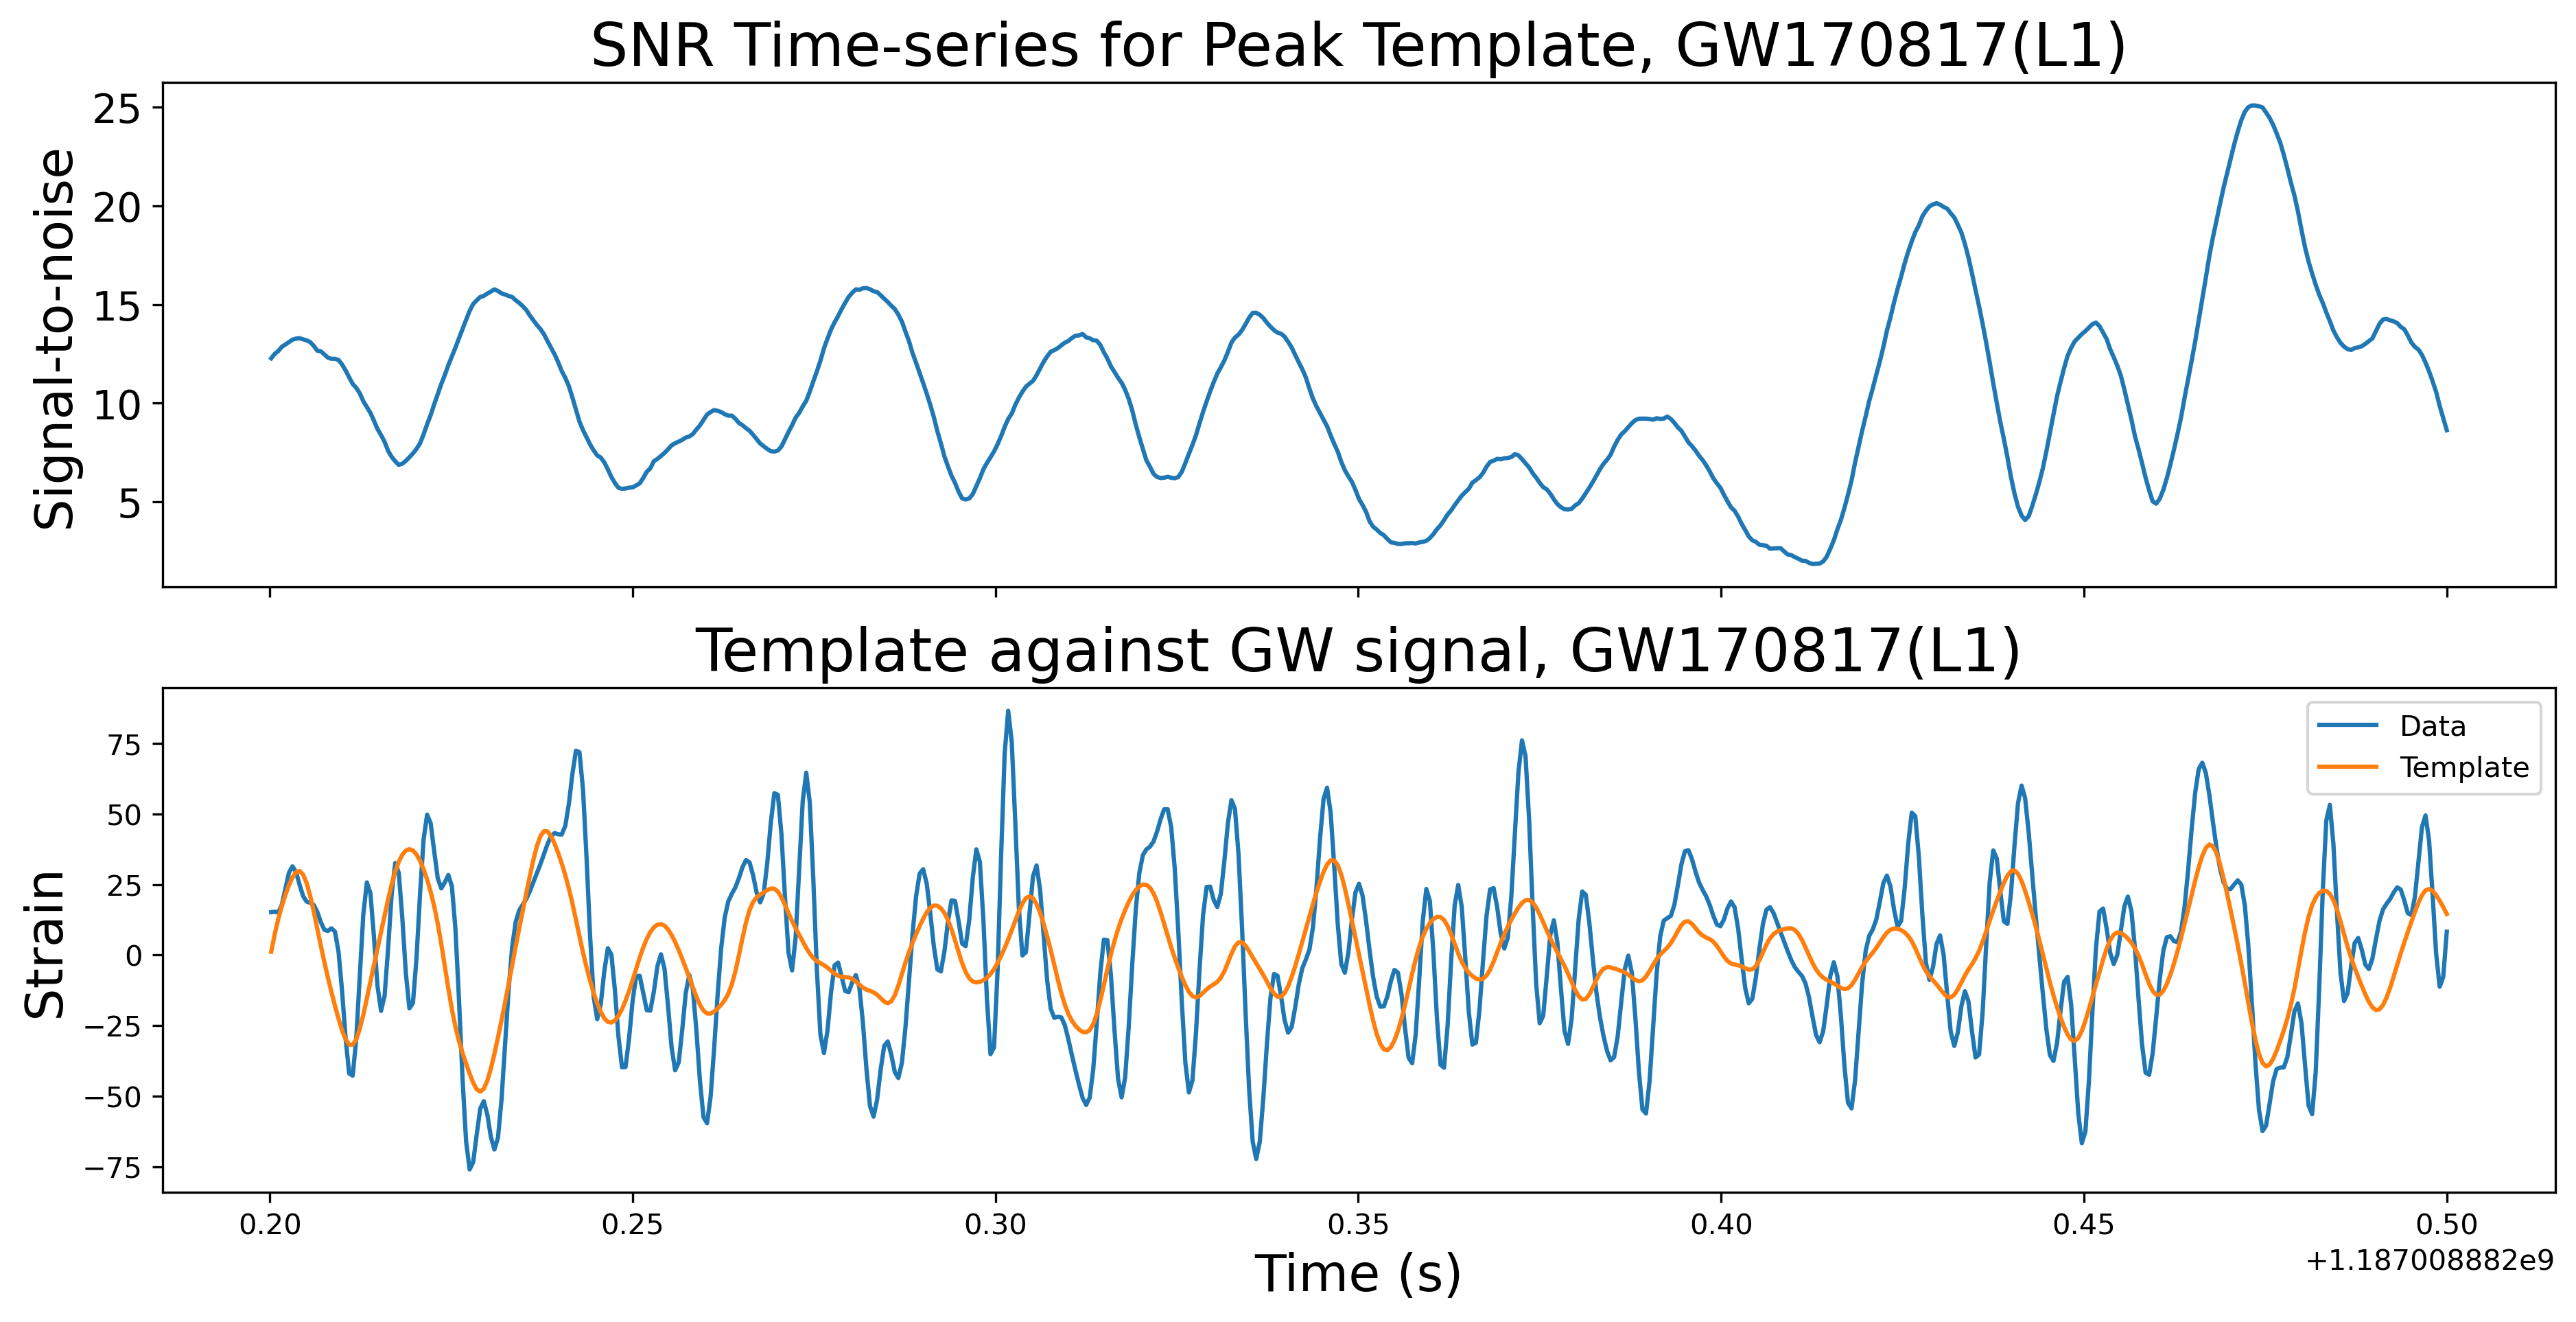 SNR Time-series for Peak Template, GW170817(L1)
25
20
15
10
5
Signal-to-noise
Template against GW signal, GW170817(L1)
75
50
25
0
−25
−50
−75
Strain
Data
Template
0.20 0.25 0.30 0.35 0.40 0.45 0.50
+1.187008882e9
Time (s)